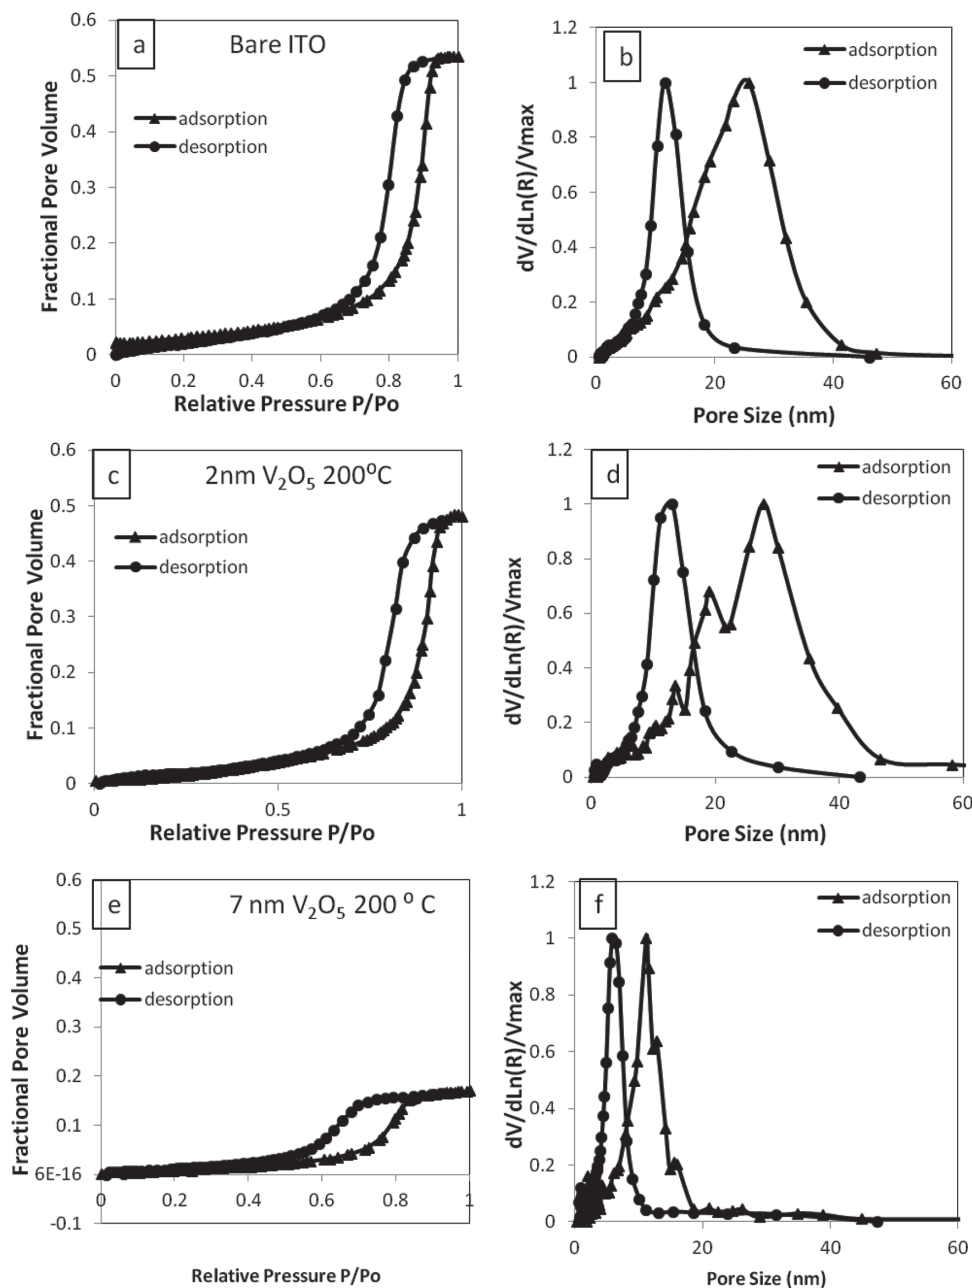 a
Bare ITO
adsorption
desorption
Fractional Pore Volume
0.6
0.5
0.4
0.3
0.2
0.1
0
0 0.2 0.4 0.6 0.8 1
Relative Pressure P/Po
b
adsorption
desorption
dV/dLn(R)/Vmax
1.2
1
0.8
0.6
0.4
0.2
0
0 20 40 60
Pore Size (nm)
c
2nm V₂O₅ 200⁰C
adsorption
desorption
Fractional Pore Volume
0.6
0.5
0.4
0.3
0.2
0.1
0
0 0.5 1
Relative Pressure P/Po
d
adsorption
desorption
dV/dLn(R)/Vmax
1.2
1
0.8
0.6
0.4
0.2
0
0 20 40 60
Pore Size (nm)
e
7 nm V₂O₅ 200 ⁰ C
adsorption
desorption
Fractional Pore Volume
0.6
0.5
0.4
0.3
0.2
0.1
6E-16
-0.1
0 0.2 0.4 0.6 0.8 1
Relative Pressure P/Po
f
adsorption
desorption
dV/dLn(R)/Vmax
1.2
1
0.8
0.6
0.4
0.2
0
0 10 20 30 40 50 60
Pore Size (nm)